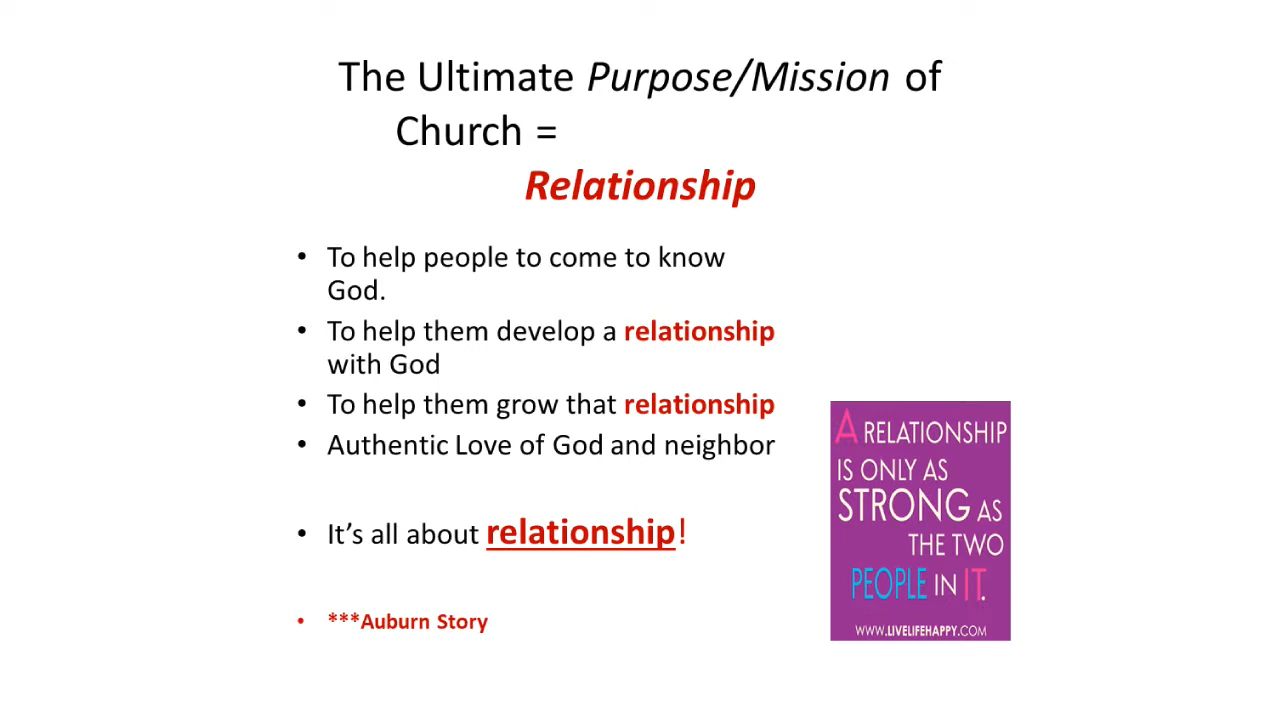 The Ultimate Purpose/Mission of
Church =
Relationship
• To help people to come to know
God.
• To help them develop a relationship
with God
• To help them grow that relationship
• Authentic Love of God and neighbor
• It’s all about relationship!
• ***Auburn Story
A RELATIONSHIP
IS ONLY AS
STRONG AS
THE TWO
PEOPLE IN IT.
WWW.LIVELIFEHAPPY.COM